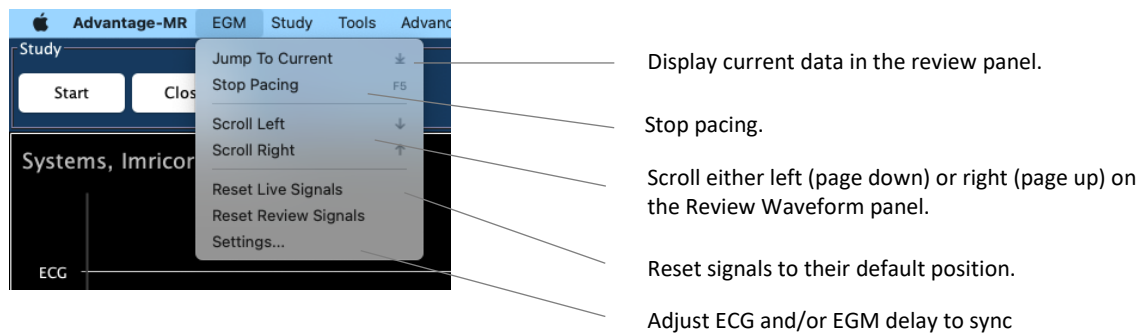 Advantage-MR EGM Study Tools Advanc
Study
Start Clos
Systems, Imricor
ECG
Jump To Current
Stop Pacing F5
Scroll Left
Scroll Right
Reset Live Signals
Reset Review Signals
Settings...
Display current data in the review panel.
Stop pacing.
Scroll either left (page down) or right (page up) on
the Review Waveform panel.
Reset signals to their default position.
Adjust ECG and/or EGM delay to sync